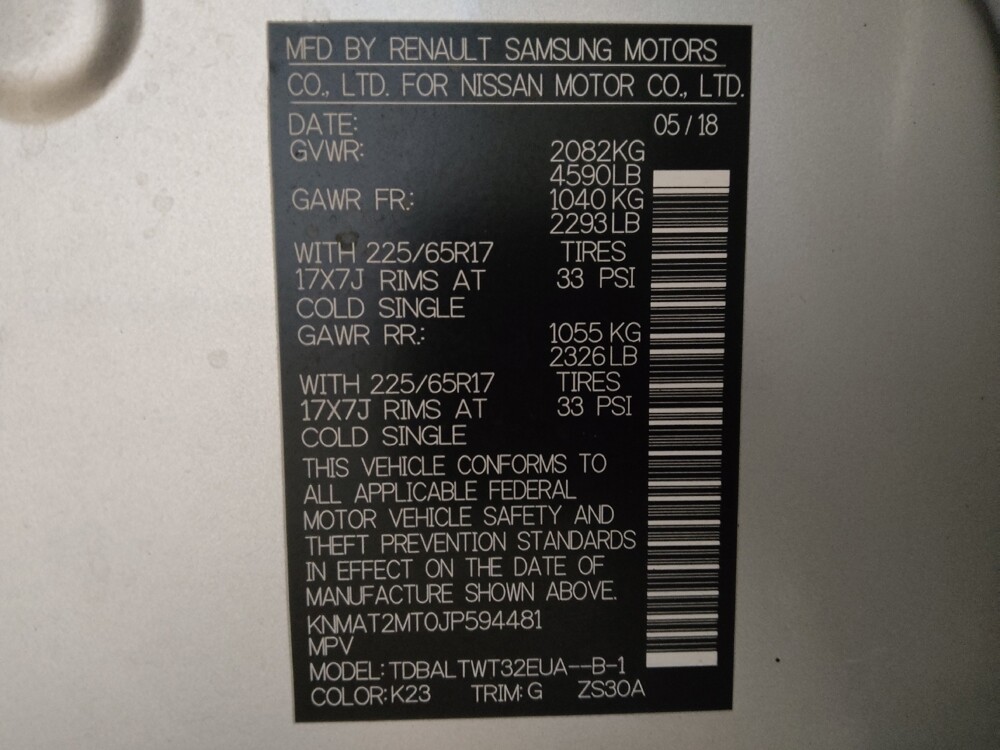 MFD BY RENAULT SAMSUNG MOTORS
CO., LTD. FOR NISSAN MOTOR CO., LTD.
DATE: 05/18
GVWR: 2082KG
4590LB
GAWR FR.: 1040 KG
2293LB
WITH 225/65R17 TIRES
17X7J RIMS AT 33 PSI
COLD SINGLE
GAWR RR.: 1055 KG
2326LB
WITH 225/65R17 TIRES
17X7J RIMS AT 33 PSI
COLD SINGLE
THIS VEHICLE CONFORMS TO
ALL APPLICABLE FEDERAL
MOTOR VEHICLE SAFETY AND
THEFT PREVENTION STANDARDS
IN EFFECT ON THE DATE OF
MANUFACTURE SHOWN ABOVE.
KNMAT2MT0JP594481
MPV
MODEL:TDBALTWT32EUA--B-1
COLOR:K23 TRIM:G ZS30A